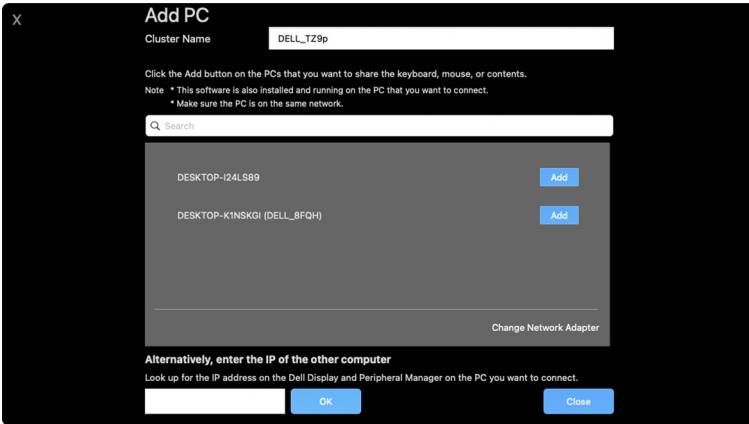 X
Add PC
Cluster Name
DELL_TZ9p
Click the Add button on the PCs that you want to share the keyboard, mouse, or contents.
Note * This software is also installed and running on the PC that you want to connect.
* Make sure the PC is on the same network.
Search
DESKTOP-I24LS89 Add
DESKTOP-K1NSKGI (DELL_8FQH) Add
Change Network Adapter
Alternatively, enter the IP of the other computer
Look up for the IP address on the Dell Display and Peripheral Manager on the PC you want to connect.
OK Close